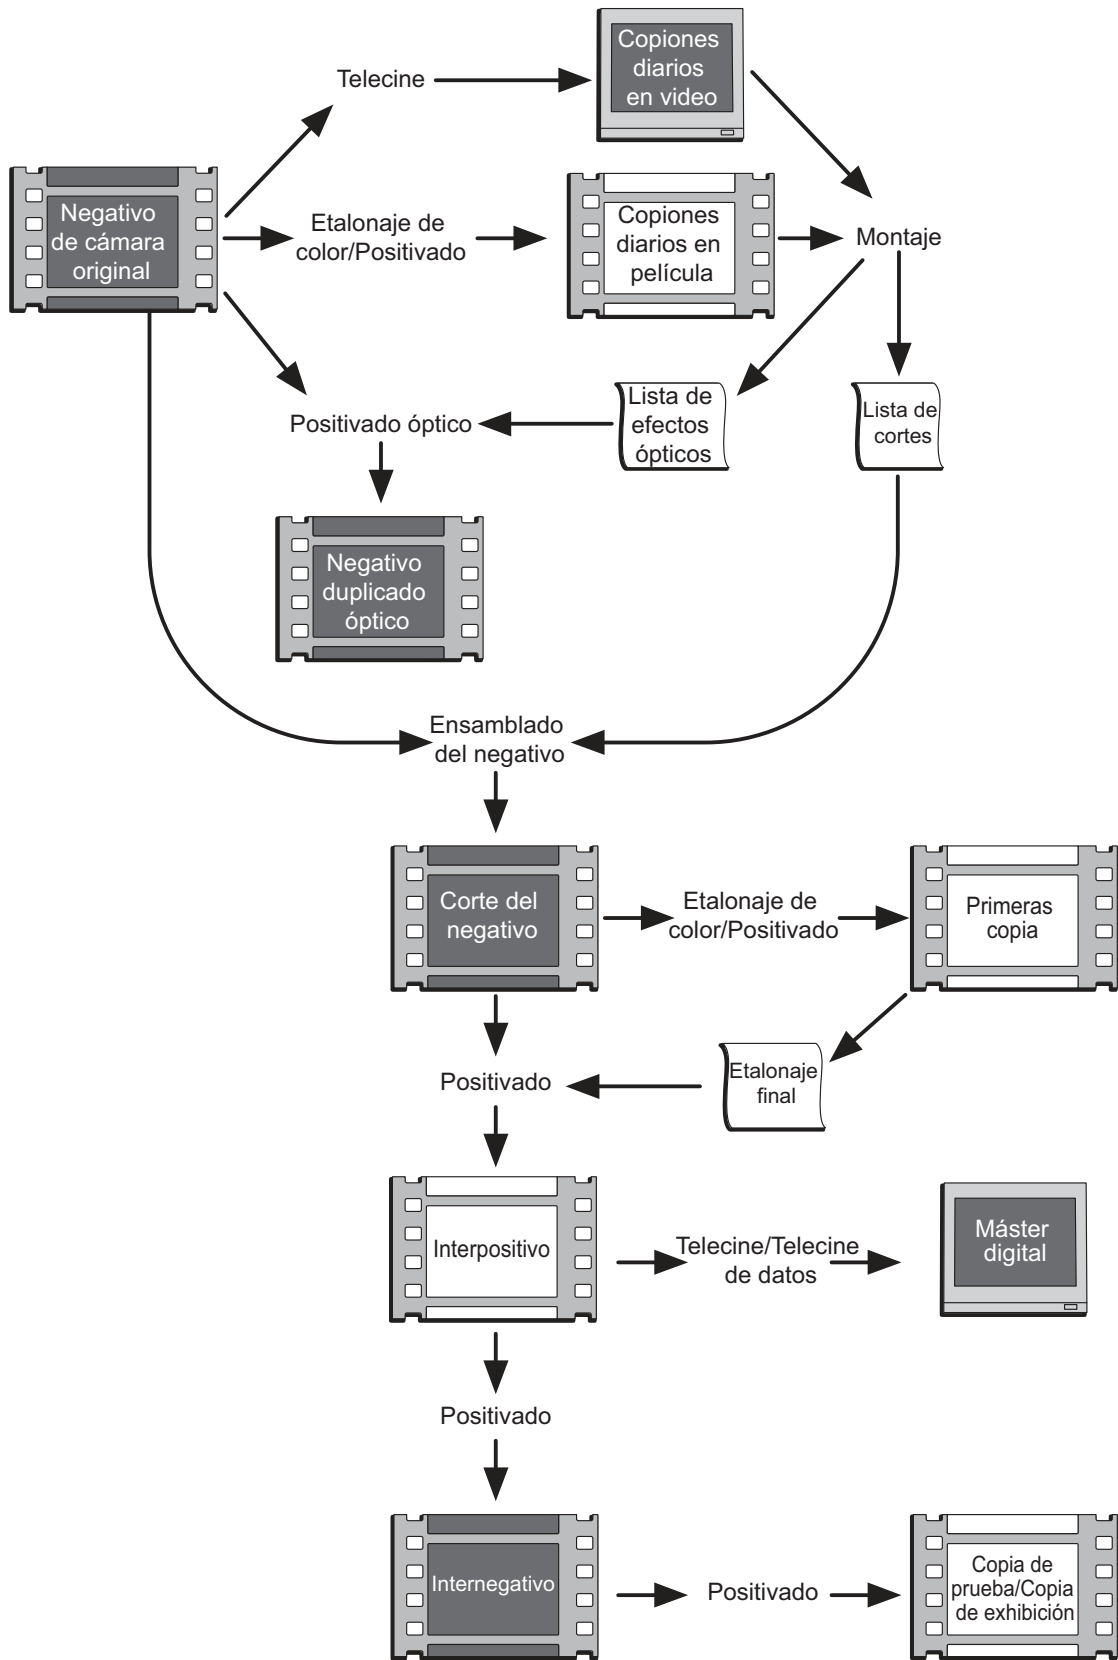 Copiones
diarios
en video
Telecine
Negativo
de cámara
original
Etalonaje de
color/Positivado
Copiones
diarios en
película
Montaje
Positivado óptico
Lista de
efectos
ópticos
Lista de
cortes
Negativo
duplicado
óptico
Ensamblado
del negativo
Corte del
negativo
Etalonaje de
color/Positivado
Primeras
copia
Positivado
Etalonaje
final
Interpositivo
Telecine/Telecine
de datos
Máster
digital
Positivado
Internegativo
Positivado
Copia de
prueba/Copia
de exhibición